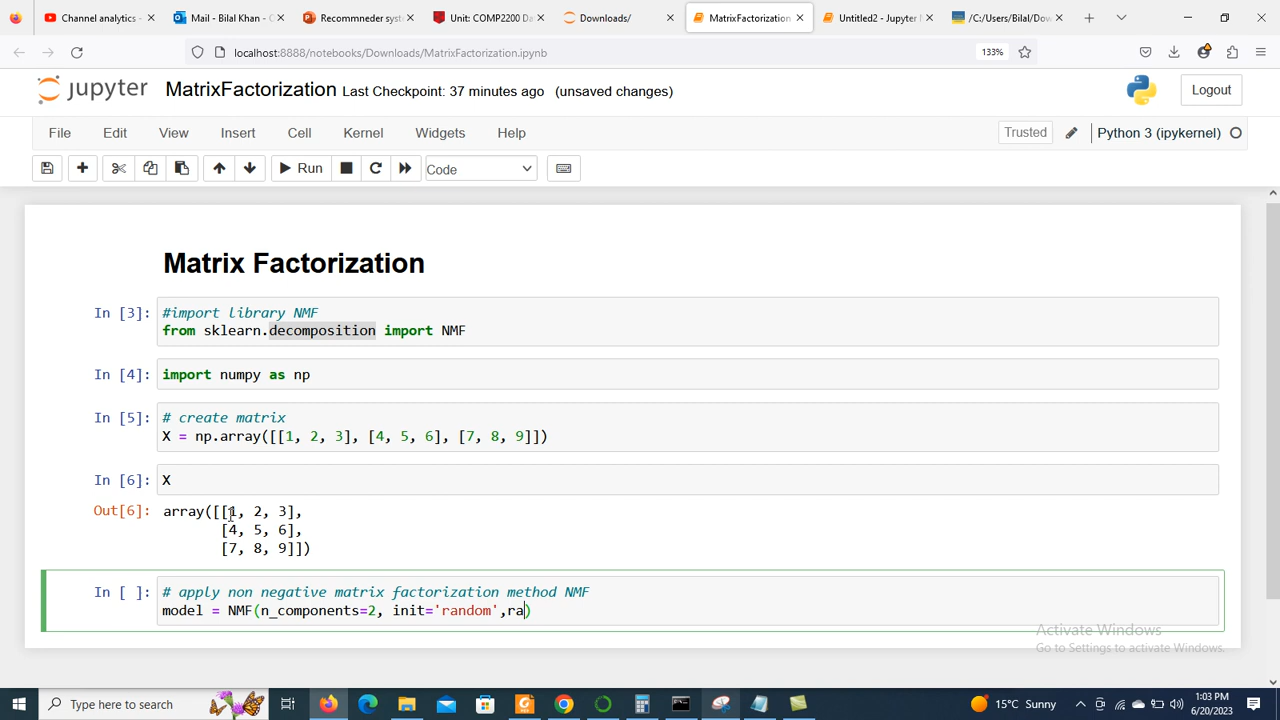 Channel analytics -
Mail - Bilal Khan - C
Recommneder syst
Unit: COMP2200 Da
Downloads/
MatrixFactorization
Untitled2 - Jupyter
/C:/Users/Bilal/Dow
localhost:8888/notebooks/Downloads/MatrixFactorization.ipynb
133%
jupyter MatrixFactorization Last Checkpoint: 37 minutes ago (unsaved changes)
Logout
File Edit View Insert Cell Kernel Widgets Help
Trusted
Python 3 (ipykernel)
Run
Code
Matrix Factorization
In [3]: #import library NMF
from sklearn.decomposition import NMF
In [4]: import numpy as np
In [5]: # create matrix
X = np.array([[1, 2, 3], [4, 5, 6], [7, 8, 9]])
In [6]: X
Out[6]: array([[1, 2, 3],
[4, 5, 6],
[7, 8, 9]])
In [ ]: # apply non negative matrix factorization method NMF
model = NMF(n_components=2, init='random',ra)
Activate Windows
Go to Settings to activate Windows.
Type here to search
15°C Sunny
1:03 PM
6/20/2023